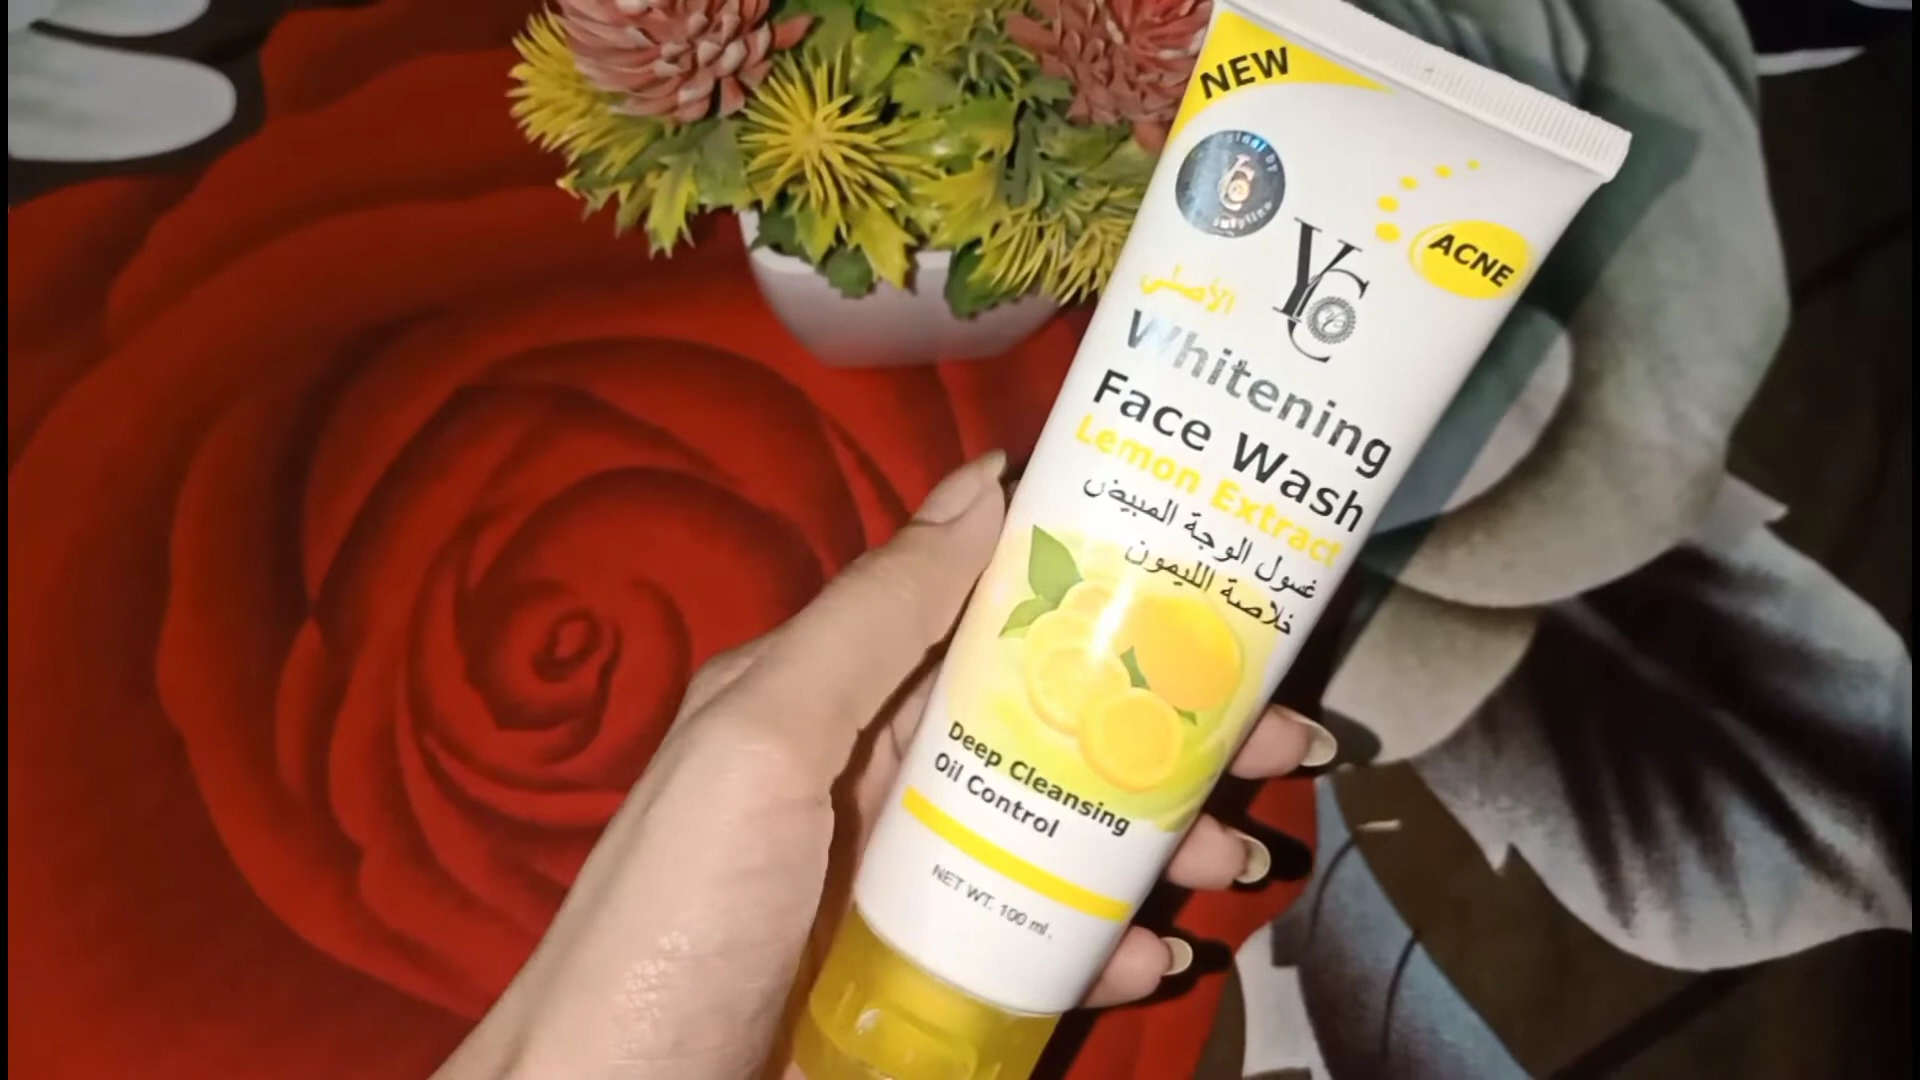 NEW
YC
ACNE
الأصلي
Whitening
Face Wash
Lemon Extract
غسول الوجة المبيض
خلاصة الليمون
Deep Cleansing
Oil Control
NET WT. 100 ml.